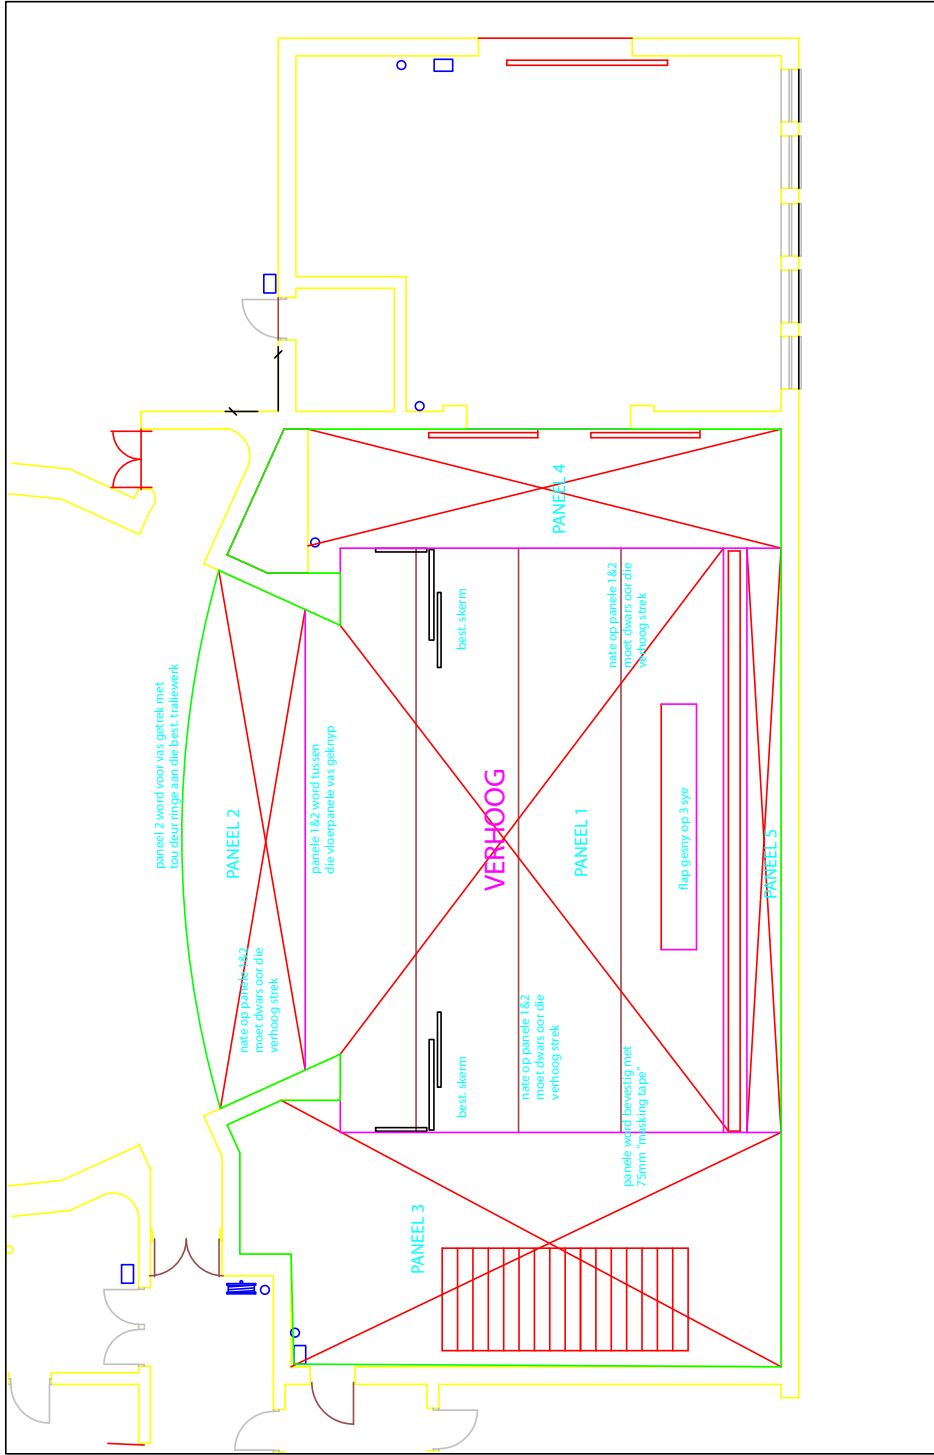 paneel 2 word voor vas getrek met
tou deur ringe aan die best. traliewerk
PANEEL 2
nate op panele 1&2
moet dwars oor die
verhoog strek
panele 1&2 word tussen
die vloerpanele vas geknyp
PANEEL 3
best. skerm
best. skerm
VERHOOG
nate op panele 1&2
moet dwars oor die
verhoog strek
PANEEL 4
PANEEL 1
panele word bevestig met
75mm "masking tape"
nate op panele 1&2
moet dwars oor die
verhoog strek
flap gesny op 3 sye
PANEEL 5